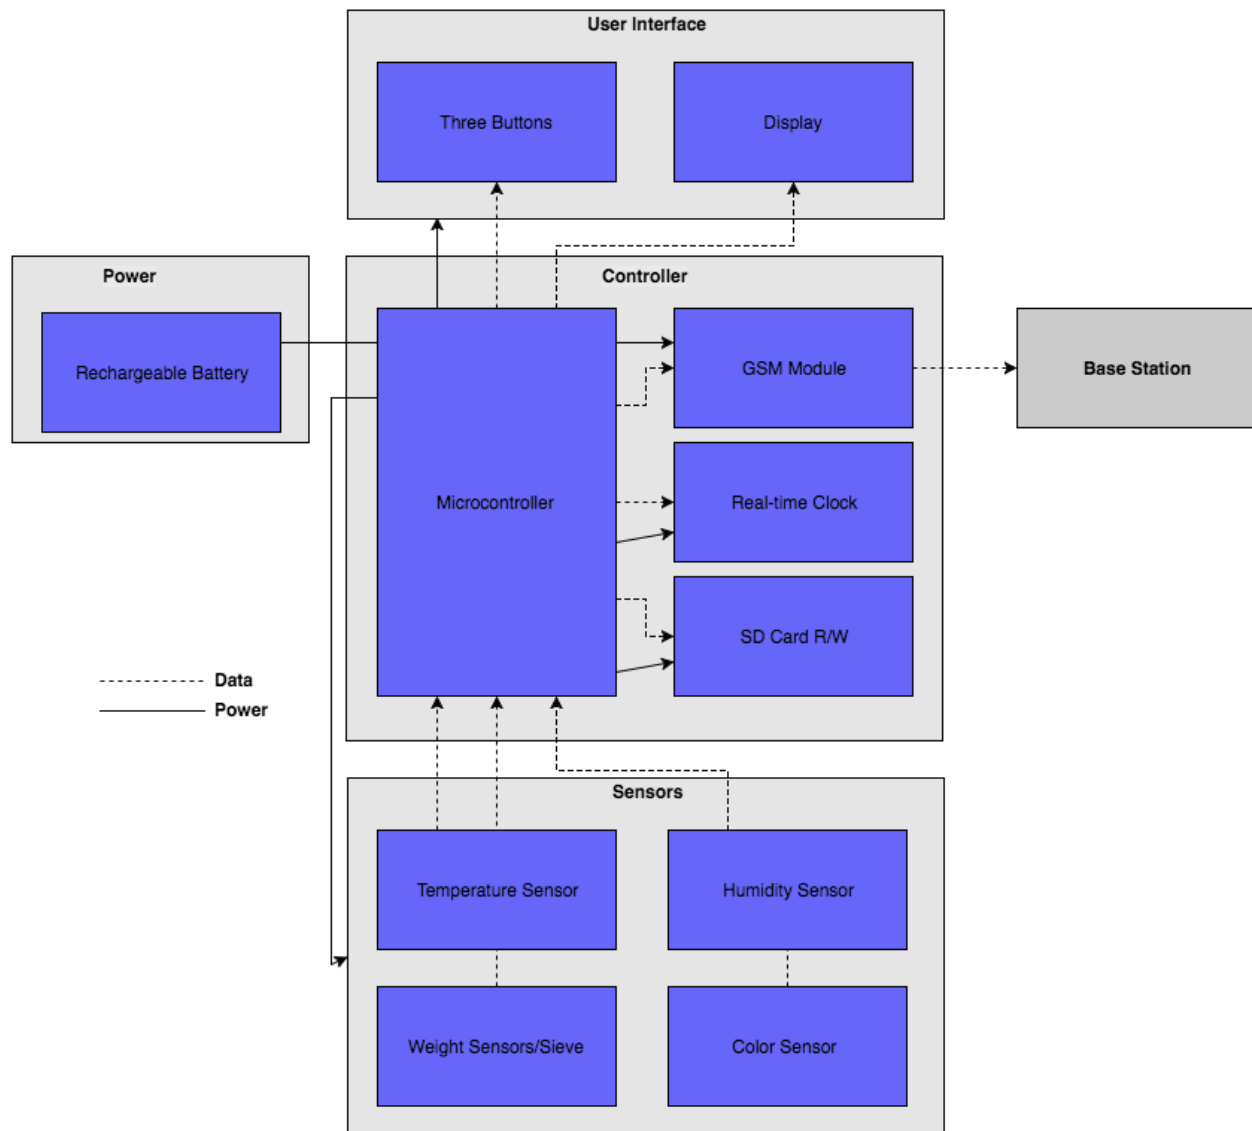 User Interface
Three Buttons
Display
Power
Rechargeable Battery
Controller
Microcontroller
GSM Module
Real-time Clock
SD Card R/W
Base Station
Data
Power
Sensors
Temperature Sensor
Humidity Sensor
Weight Sensors/Sieve
Color Sensor